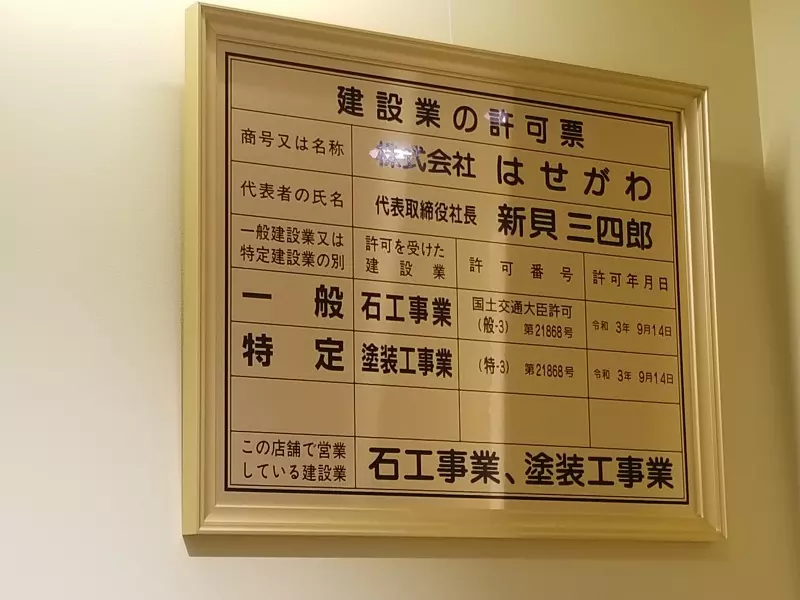 建設業の許可票
商号又は名称 株式会社 はせがわ
代表者の氏名 代表取締役社長 新貝 三四郎
一般建設業又は
特定建設業の別
許可を受けた
建設業
許可番号
許可年月日
一般 石工事業
国土交通大臣許可
(般-3) 第21868号
令和 3年 9月14日
特定 塗装工事業 (特-3) 第21868号 令和 3年 9月14日
この店舗で営業
している建設業
石工事業、塗装工事業